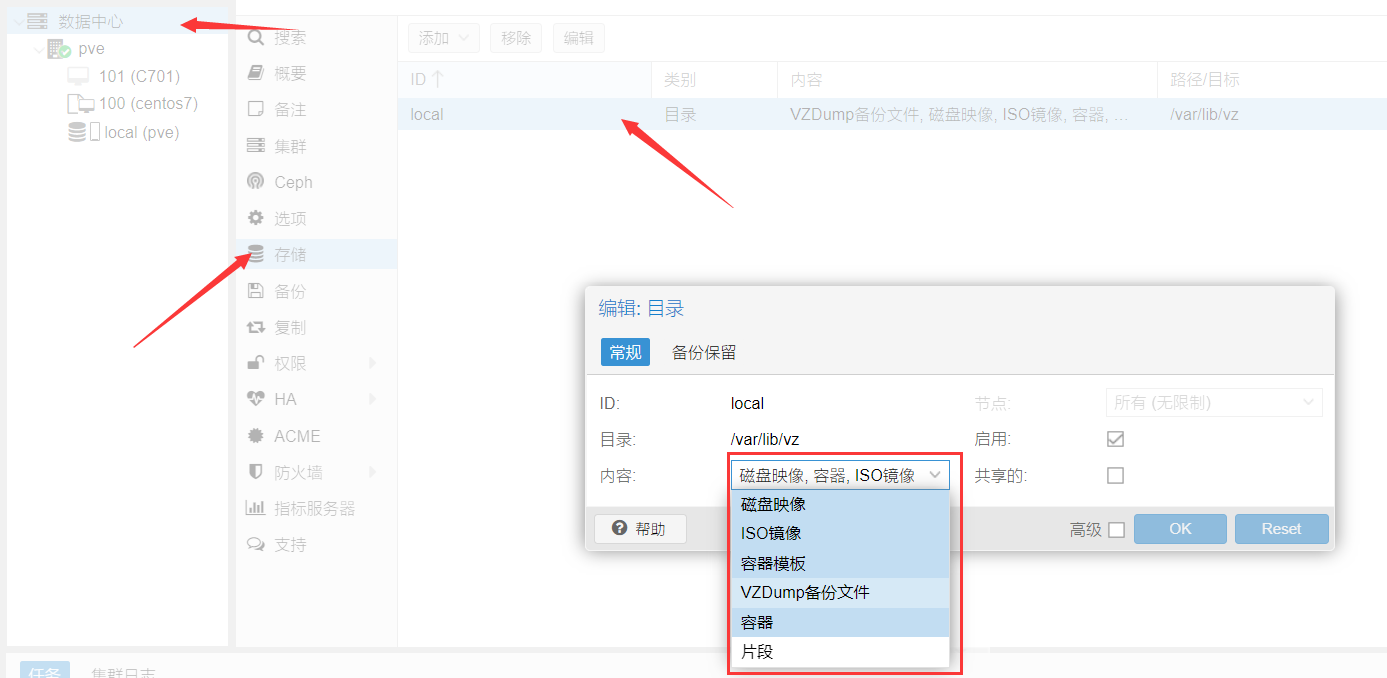 数据中心
pve
101 (C701)
100 (centos7)
local (pve)
搜索
概要
备注
集群
Ceph
选项
存储
备份
复制
权限
HA
ACME
防火墙
指标服务器
支持
添加 移除 编辑
ID 类别 内容 路径/目标
local 目录 VZDump备份文件, 磁盘映像, ISO镜像, 容器, ... /var/lib/vz
编辑: 目录
常规 备份保留
ID: local 节点: 所有 (无限制)
目录: /var/lib/vz 启用:
内容: 磁盘映像, 容器, ISO镜像 共享的:
磁盘映像
ISO镜像
容器模板
VZDump备份文件
容器
片段
帮助 高级 OK Reset
任务 集群日志